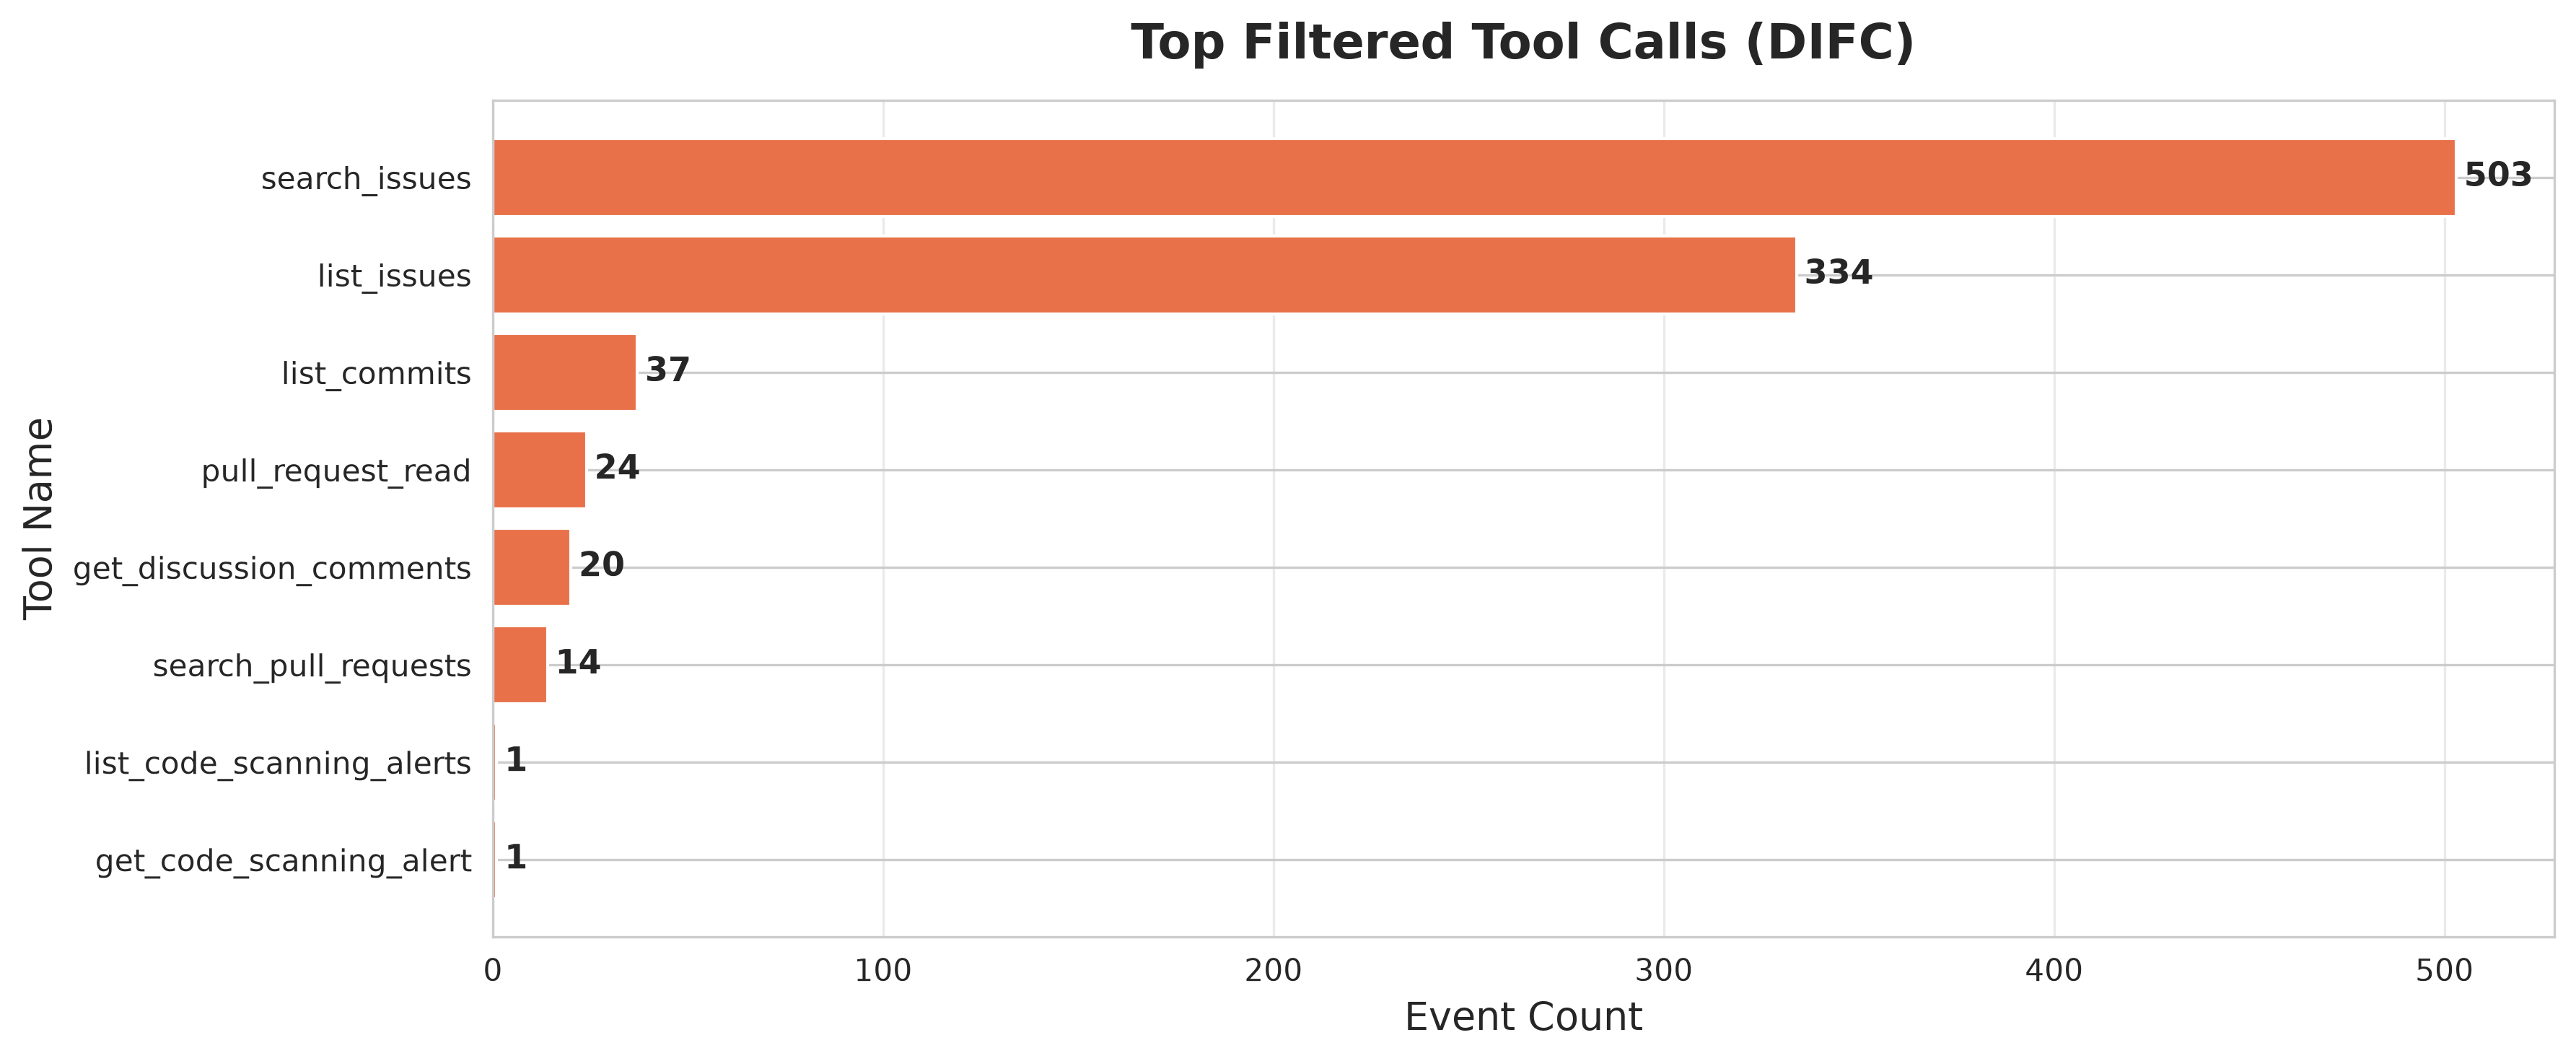 Top Filtered Tool Calls (DIFC)
search_issues 503
list_issues 334
list_commits 37
pull_request_read 24
get_discussion_comments 20
search_pull_requests 14
list_code_scanning_alerts 1
get_code_scanning_alert 1
Tool Name
0 100 200 300 400 500
Event Count